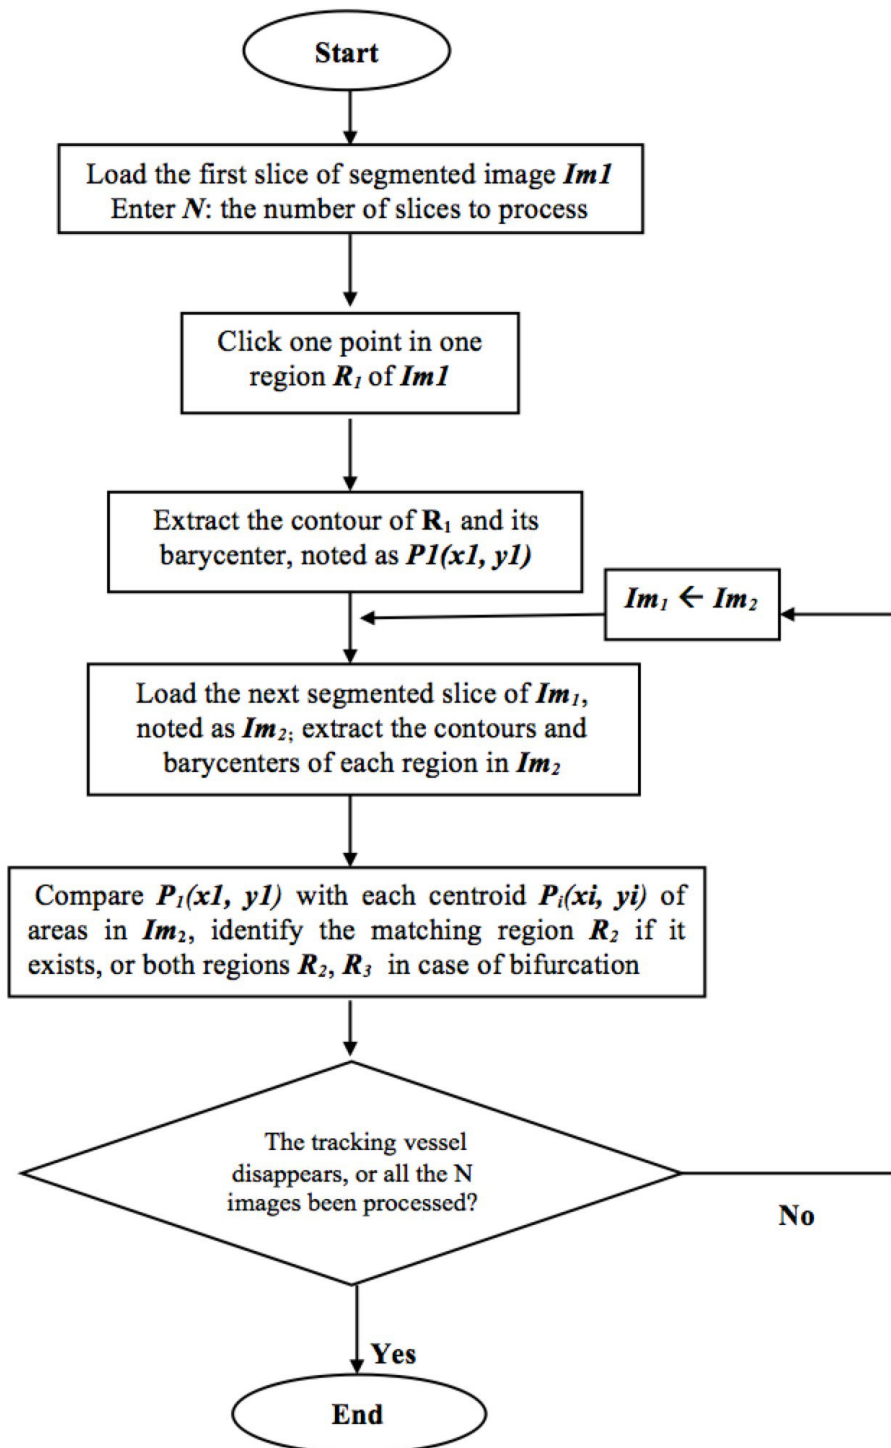 Start
Load the first slice of segmented image Im1
Enter N: the number of slices to process
Click one point in one
region R₁ of Im1
Extract the contour of R₁ and its
barycenter, noted as P1(x1, y1)
Im₁ ← Im₂
Load the next segmented slice of Im₁,
noted as Im₂; extract the contours and
barycenters of each region in Im₂
Compare P₁(x1, y1) with each centroid Pᵢ(xi, yi) of
areas in Im₂, identify the matching region R₂ if it
exists, or both regions R₂, R₃ in case of bifurcation
The tracking vessel
disappears, or all the N
images been processed?
No
Yes
End